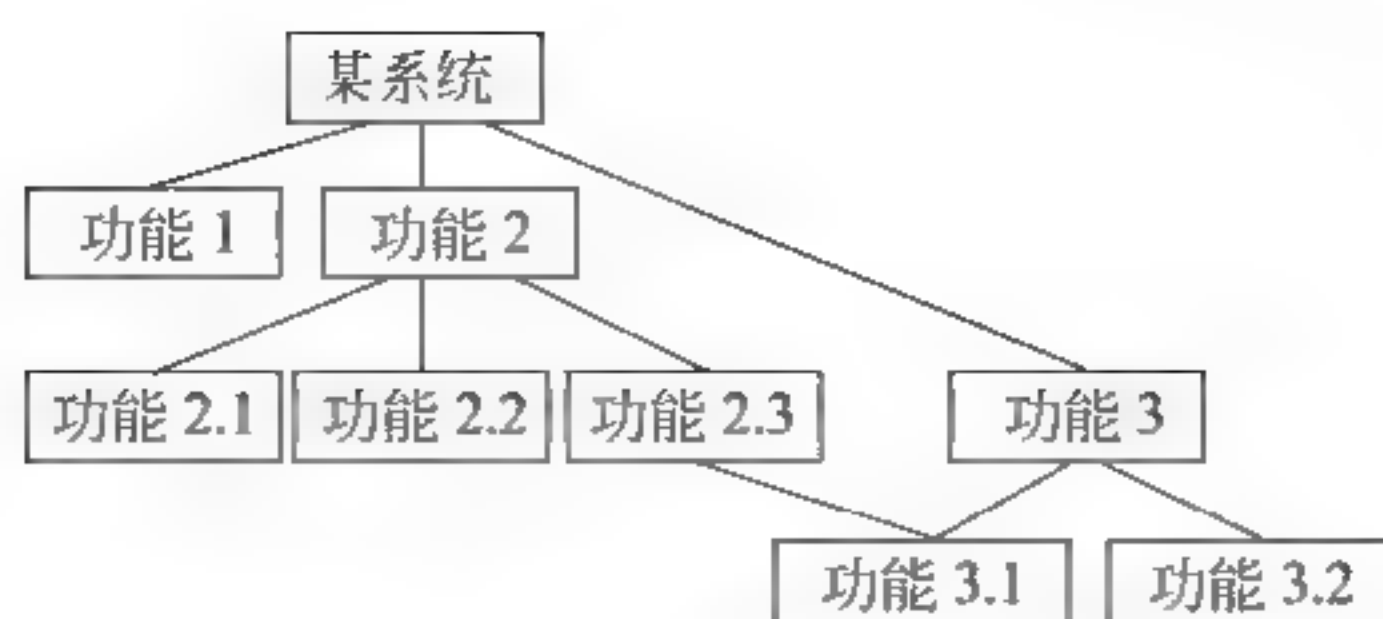 某系统
功能 1
功能 2
功能 2.1
功能 2.2
功能 2.3
功能 3
功能 3.1
功能 3.2